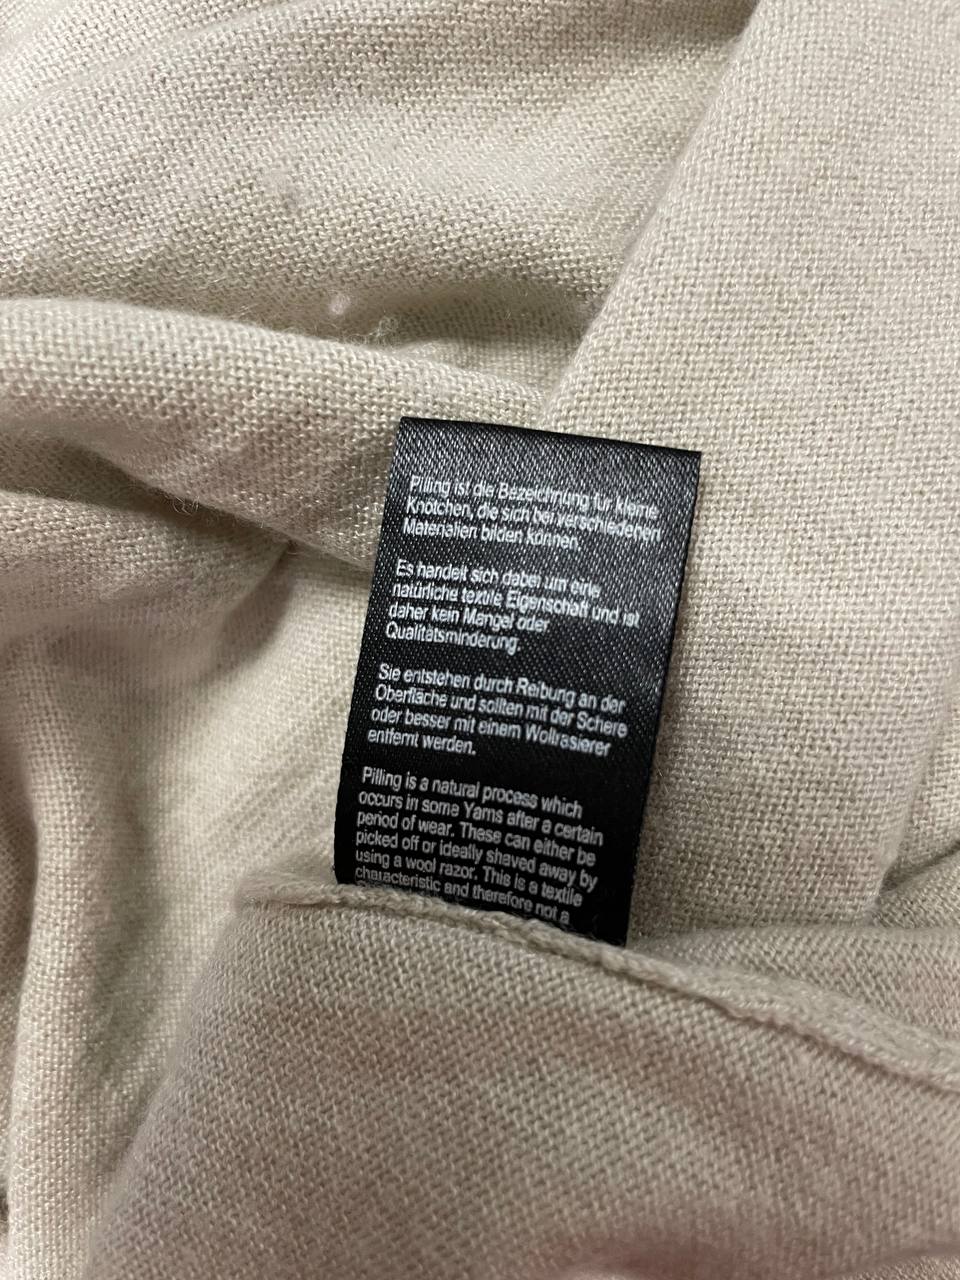 Pilling ist die Bezeichnung für kleine
Knötchen, die sich bei verschiedenen
Materialien bilden können.
Es handelt sich dabei um eine
natürliche textile Eigenschaft und ist
daher kein Mangel oder
Qualitätsminderung.
Sie entstehen durch Reibung an der
Oberfläche und sollten mit der Schere
oder besser mit einem Wollrasierer
entfernt werden.
Pilling is a natural process which
occurs in some Yarns after a certain
period of wear. These can either be
picked off or ideally shaved away by
using a wool razor. This is a textile
characteristic and therefore not a